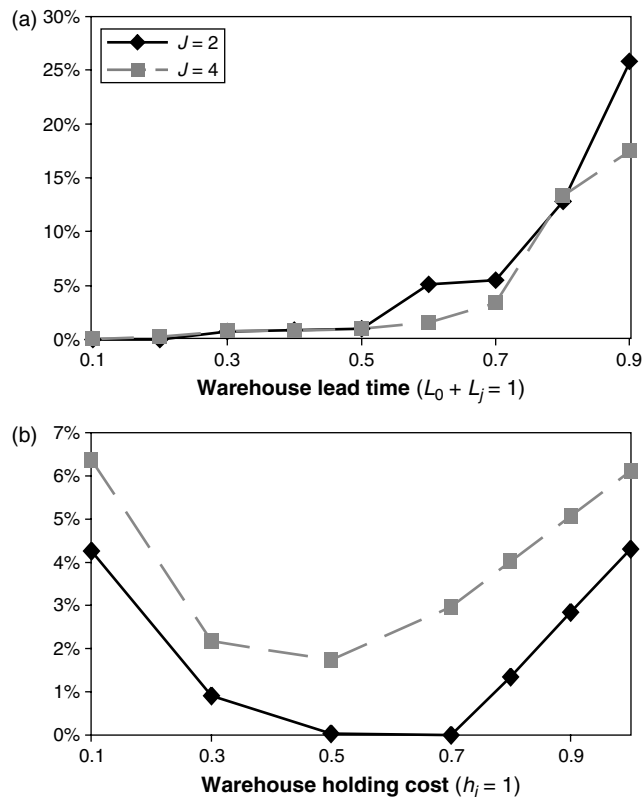 (a)
30%
25%
20%
15%
10%
5%
0%
J = 2
J = 4
0.1 0.3 0.5 0.7 0.9
Warehouse lead time (L₀ + Lⱼ = 1)
(b)
7%
6%
5%
4%
3%
2%
1%
0%
0.1 0.3 0.5 0.7 0.9
Warehouse holding cost (hⱼ = 1)